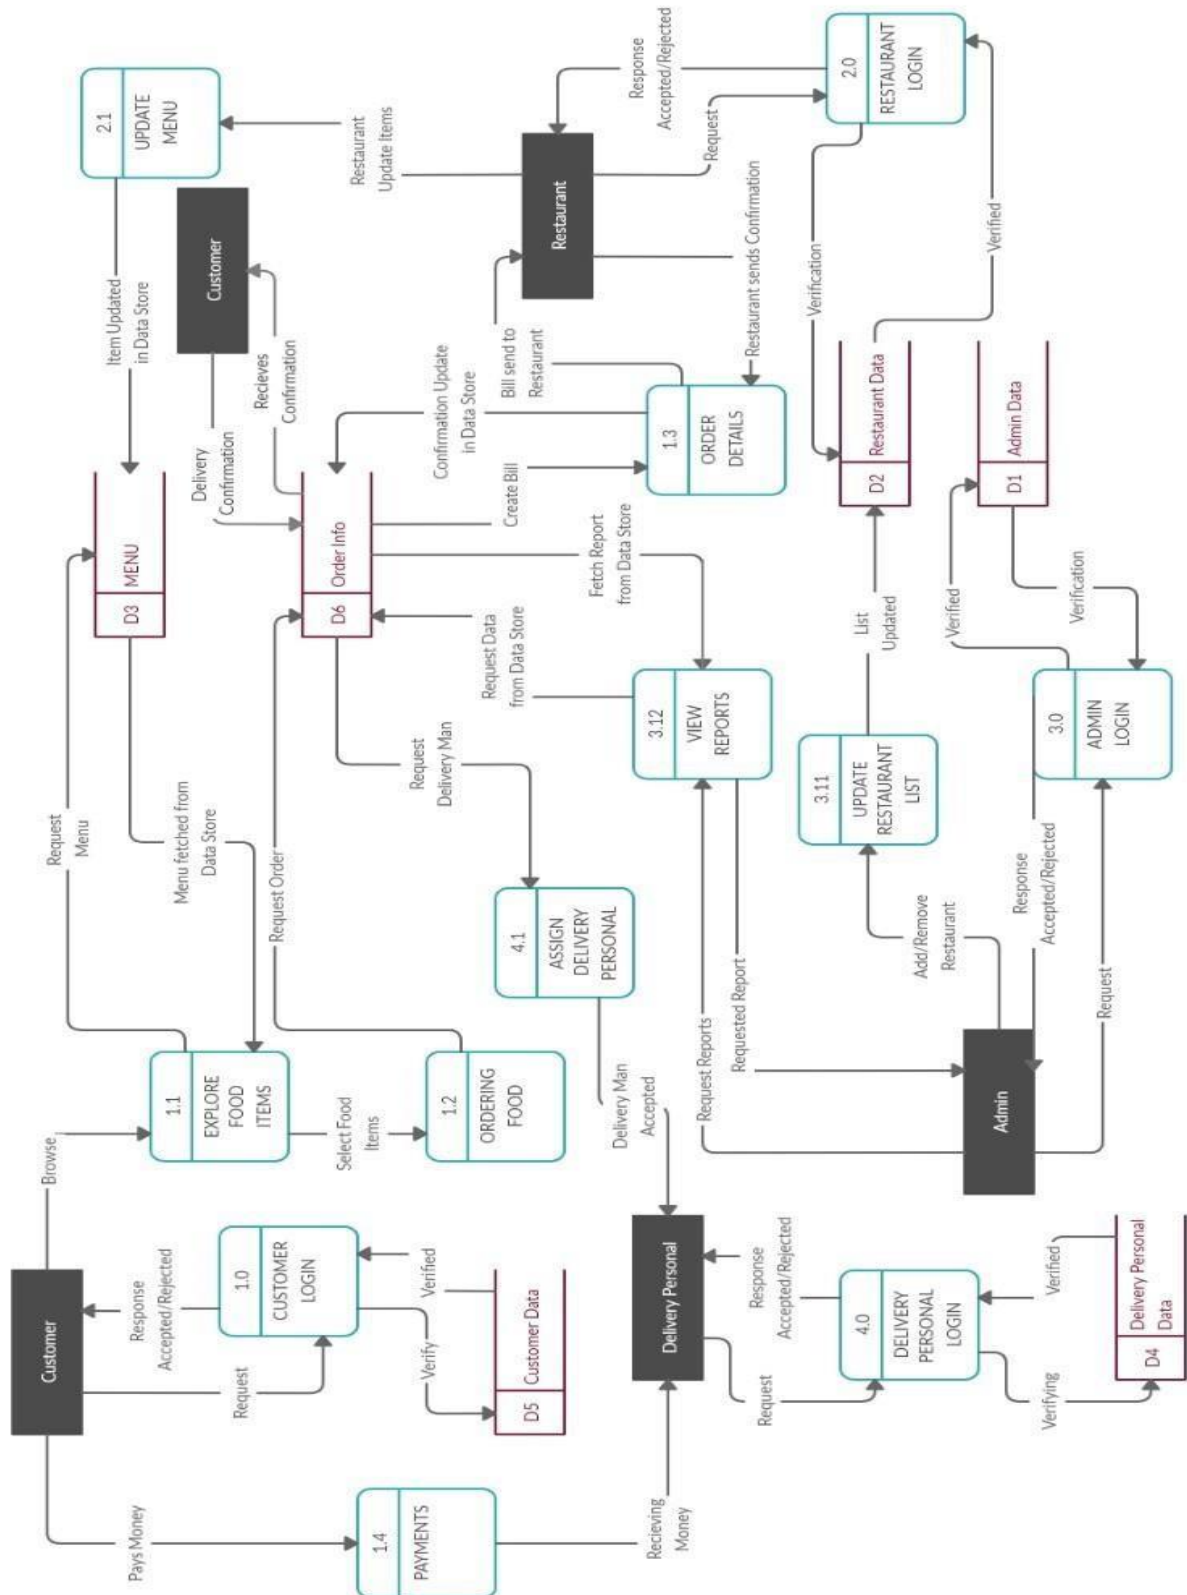 Pays Money
Customer
Browse
Request
Menu
2.1
UPDATE
MENU
Item Updated
in Data Store
D3
MENU
Response
Accepted/Rejected
1.1
EXPLORE
FOOD
ITEMS
Menu fetched from
Data Store
Delivery
Confirmation
Customer
Request
1.0
CUSTOMER
LOGIN
Request Order
Recieves
Confirmation
1.4
PAYMENTS
Verify
Verified
Select Food
Items
D6
Order Info
Restaurant
Update Items
Request
Delivery Man
1.2
ORDERING
FOOD
Confirmation Update
in Data Store
D5
Customer Data
4.1
ASSIGN
DELIVERY
PERSONAL
Request Data
from Data Store
Create Bill
Bill send to
Restaurant
Restaurant
Recieving
Money
Delivery Man
Accepted
Fetch Report
from Data Store
Delivery Personal
3.12
VIEW
REPORTS
1.3
ORDER
DETAILS
Response
Accepted/Rejected
Request Reports
Requested Report
Request
Restaurant sends Confirmation
Request
Response
Accepted/Rejected
Verification
4.0
DELIVERY
PERSONAL
LOGIN
3.11
UPDATE
RESTAURANT
LIST
List
Updated
D2
Restaurant Data
2.0
RESTAURANT
LOGIN
Add/Remove
Restaurant
Admin
Verified
Verified
Verifying
Verified
Response
Accepted/Rejected
D1
Admin Data
3.0
ADMIN
LOGIN
Verification
Request
D4
Delivery Personal
Data